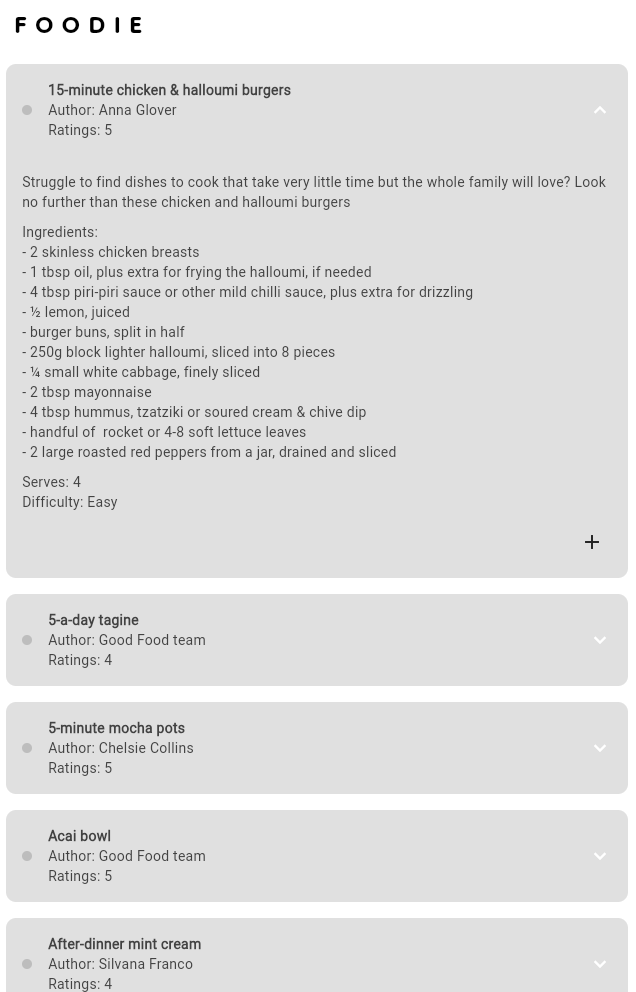 FOODIE
15-minute chicken & halloumi burgers
Author: Anna Glover
Ratings: 5
Struggle to find dishes to cook that take very little time but the whole family will love? Look
no further than these chicken and halloumi burgers
Ingredients:
- 2 skinless chicken breasts
- 1 tbsp oil, plus extra for frying the halloumi, if needed
- 4 tbsp piri-piri sauce or other mild chilli sauce, plus extra for drizzling
- ½ lemon, juiced
- burger buns, split in half
- 250g block lighter halloumi, sliced into 8 pieces
- ¼ small white cabbage, finely sliced
- 2 tbsp mayonnaise
- 4 tbsp hummus, tzatziki or soured cream & chive dip
- handful of  rocket or 4-8 soft lettuce leaves
- 2 large roasted red peppers from a jar, drained and sliced
Serves: 4
Difficulty: Easy
5-a-day tagine
Author: Good Food team
Ratings: 4
5-minute mocha pots
Author: Chelsie Collins
Ratings: 5
Acai bowl
Author: Good Food team
Ratings: 5
After-dinner mint cream
Author: Silvana Franco
Ratings: 4